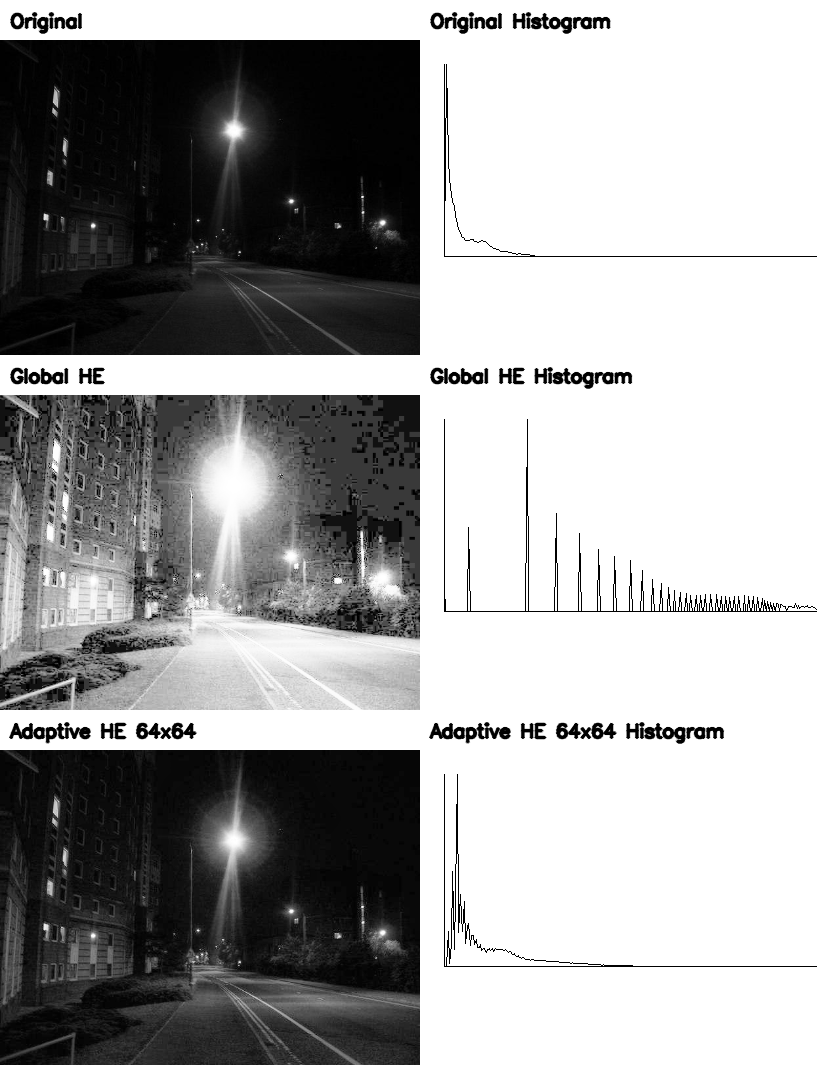 Original
Original Histogram
Global HE
Global HE Histogram
Adaptive HE 64x64
Adaptive HE 64x64 Histogram